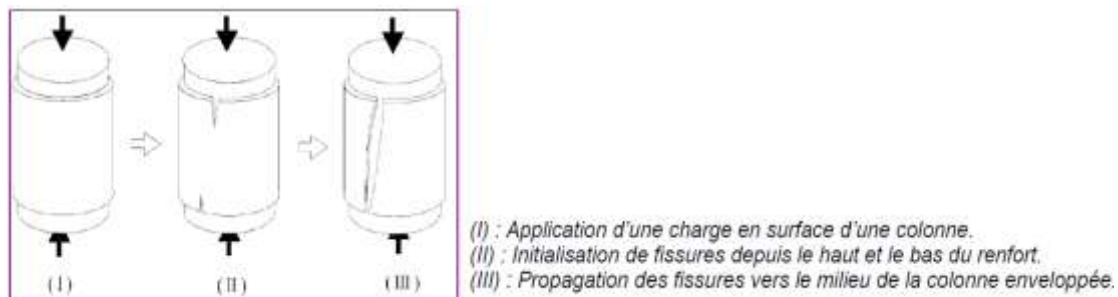 (I) (II) (III)
(I) : Application d'une charge en surface d'une colonne.
(II) : Initialisation de fissures depuis le haut et le bas du renfort.
(III) : Propagation des fissures vers le milieu de la colonne enveloppée.